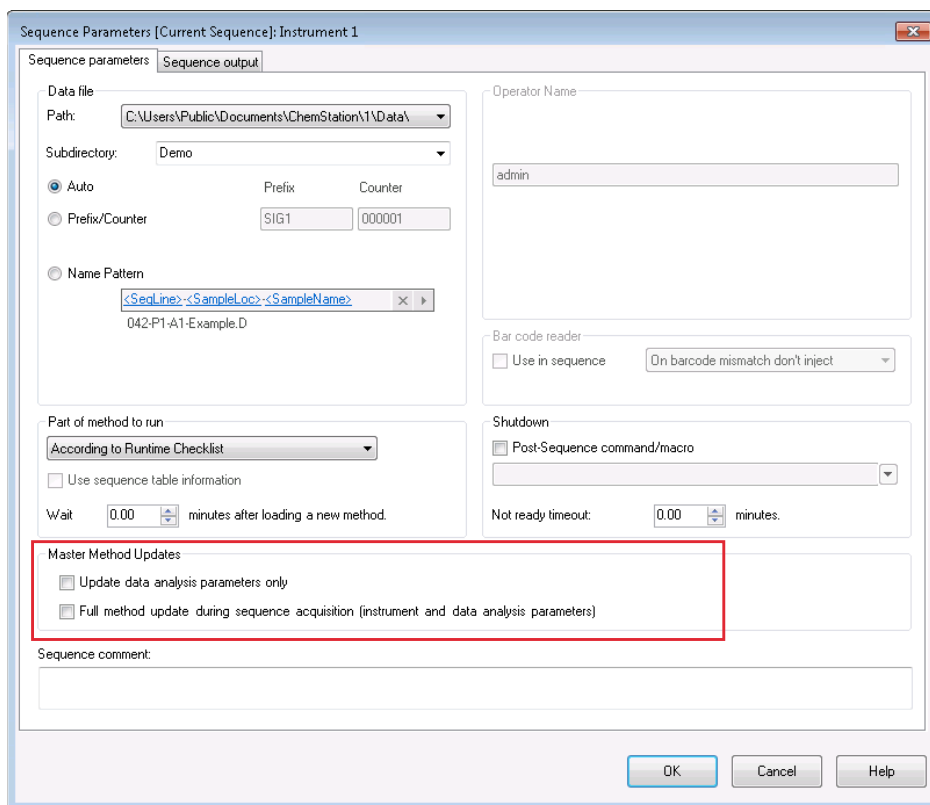 Sequence Parameters [Current Sequence]: Instrument 1
Sequence parameters
Sequence output
Data file
Path:
C:\Users\Public\Documents\ChemStation\1\Data\
Subdirectory:
Demo
Auto
Prefix
Counter
Prefix/Counter
SIG1
000001
Name Pattern
<SeqLine>-<SampleLoc>-<SampleName>
042-P1-A1-Example.D
Operator Name
admin
Bar code reader
Use in sequence
On barcode mismatch don't inject
Part of method to run
According to Runtime Checklist
Use sequence table information
Wait 0.00 minutes after loading a new method.
Shutdown
Post-Sequence command/macro
Not ready timeout: 0.00 minutes.
Master Method Updates
Update data analysis parameters only
Full method update during sequence acquisition (instrument and data analysis parameters)
Sequence comment:
OK
Cancel
Help